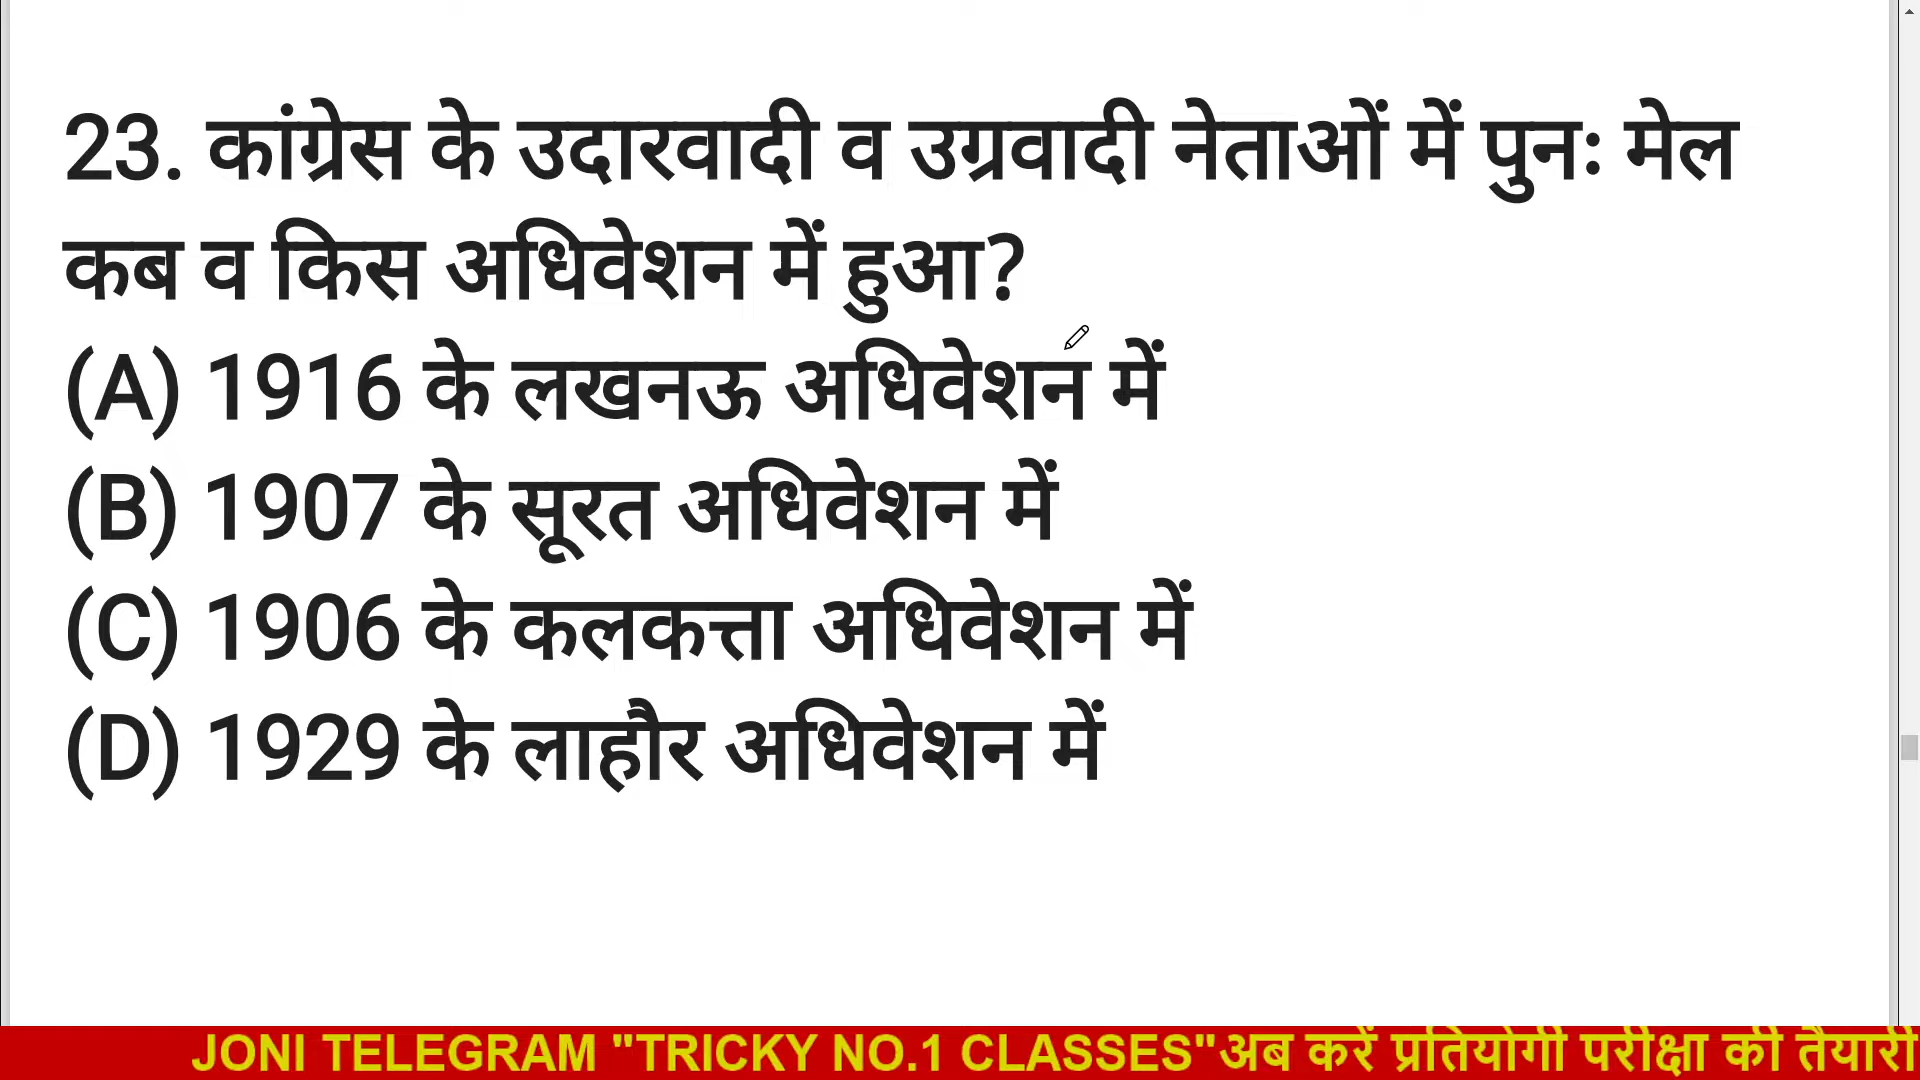 23. कांग्रेस के उदारवादी व उग्रवादी नेताओं में पुनः मेल
कब व किस अधिवेशन में हुआ?
(A) 1916 के लखनऊ अधिवेशन में
(B) 1907 के सूरत अधिवेशन में
(C) 1906 के कलकत्ता अधिवेशन में
(D) 1929 के लाहौर अधिवेशन में
JONI TELEGRAM "TRICKY NO.1 CLASSES"अब करें प्रतियोगी परीक्षा की तैयारी